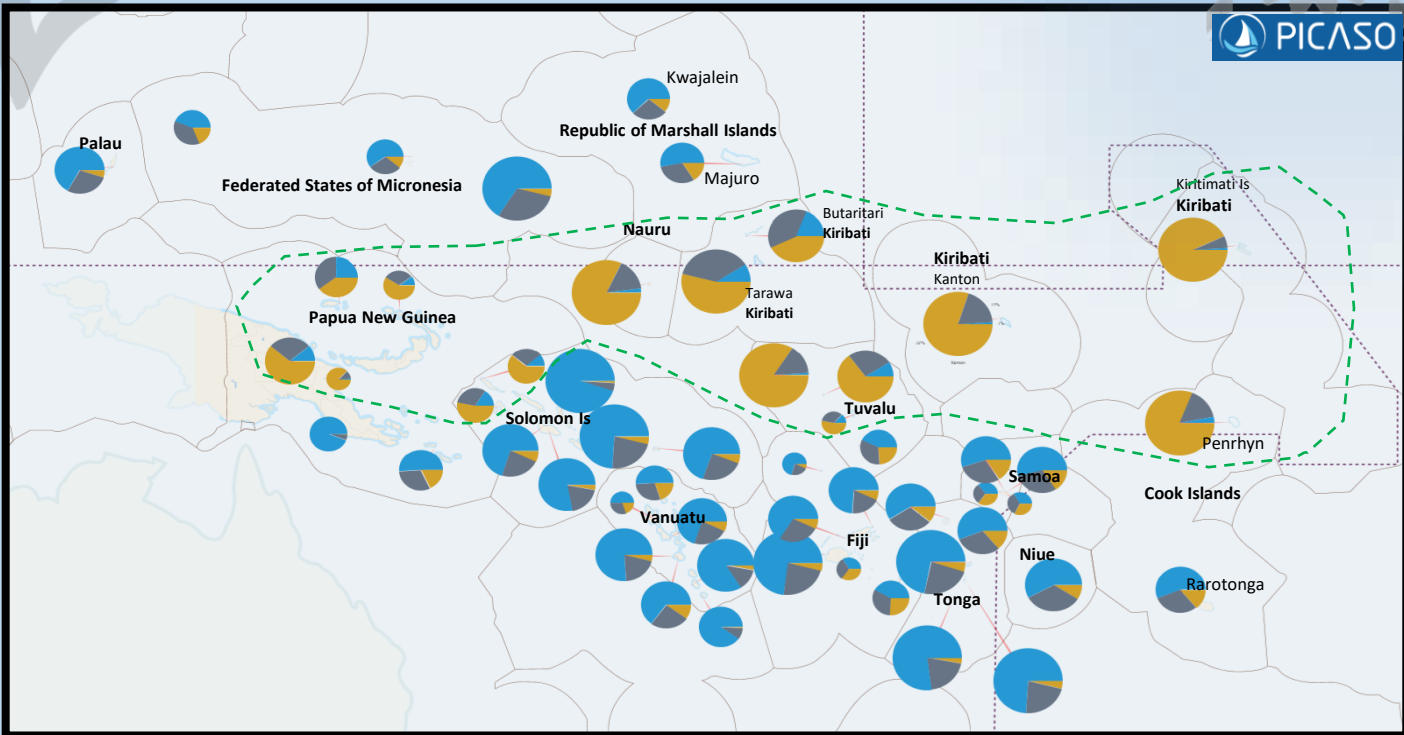 PICASO
Kwajalein
Republic of Marshall Islands
Palau
Majuro
Federated States of Micronesia
Kiritimati Is
Kiribati
Butaritari
Kiribati
Nauru
Kiribati
Kanton
Tarawa
Kiribati
Papua New Guinea
Tuvalu
Solomon Is
Penrhyn
Samoa
Cook Islands
Vanuatu
Fiji
Niue
Rarotonga
Tonga